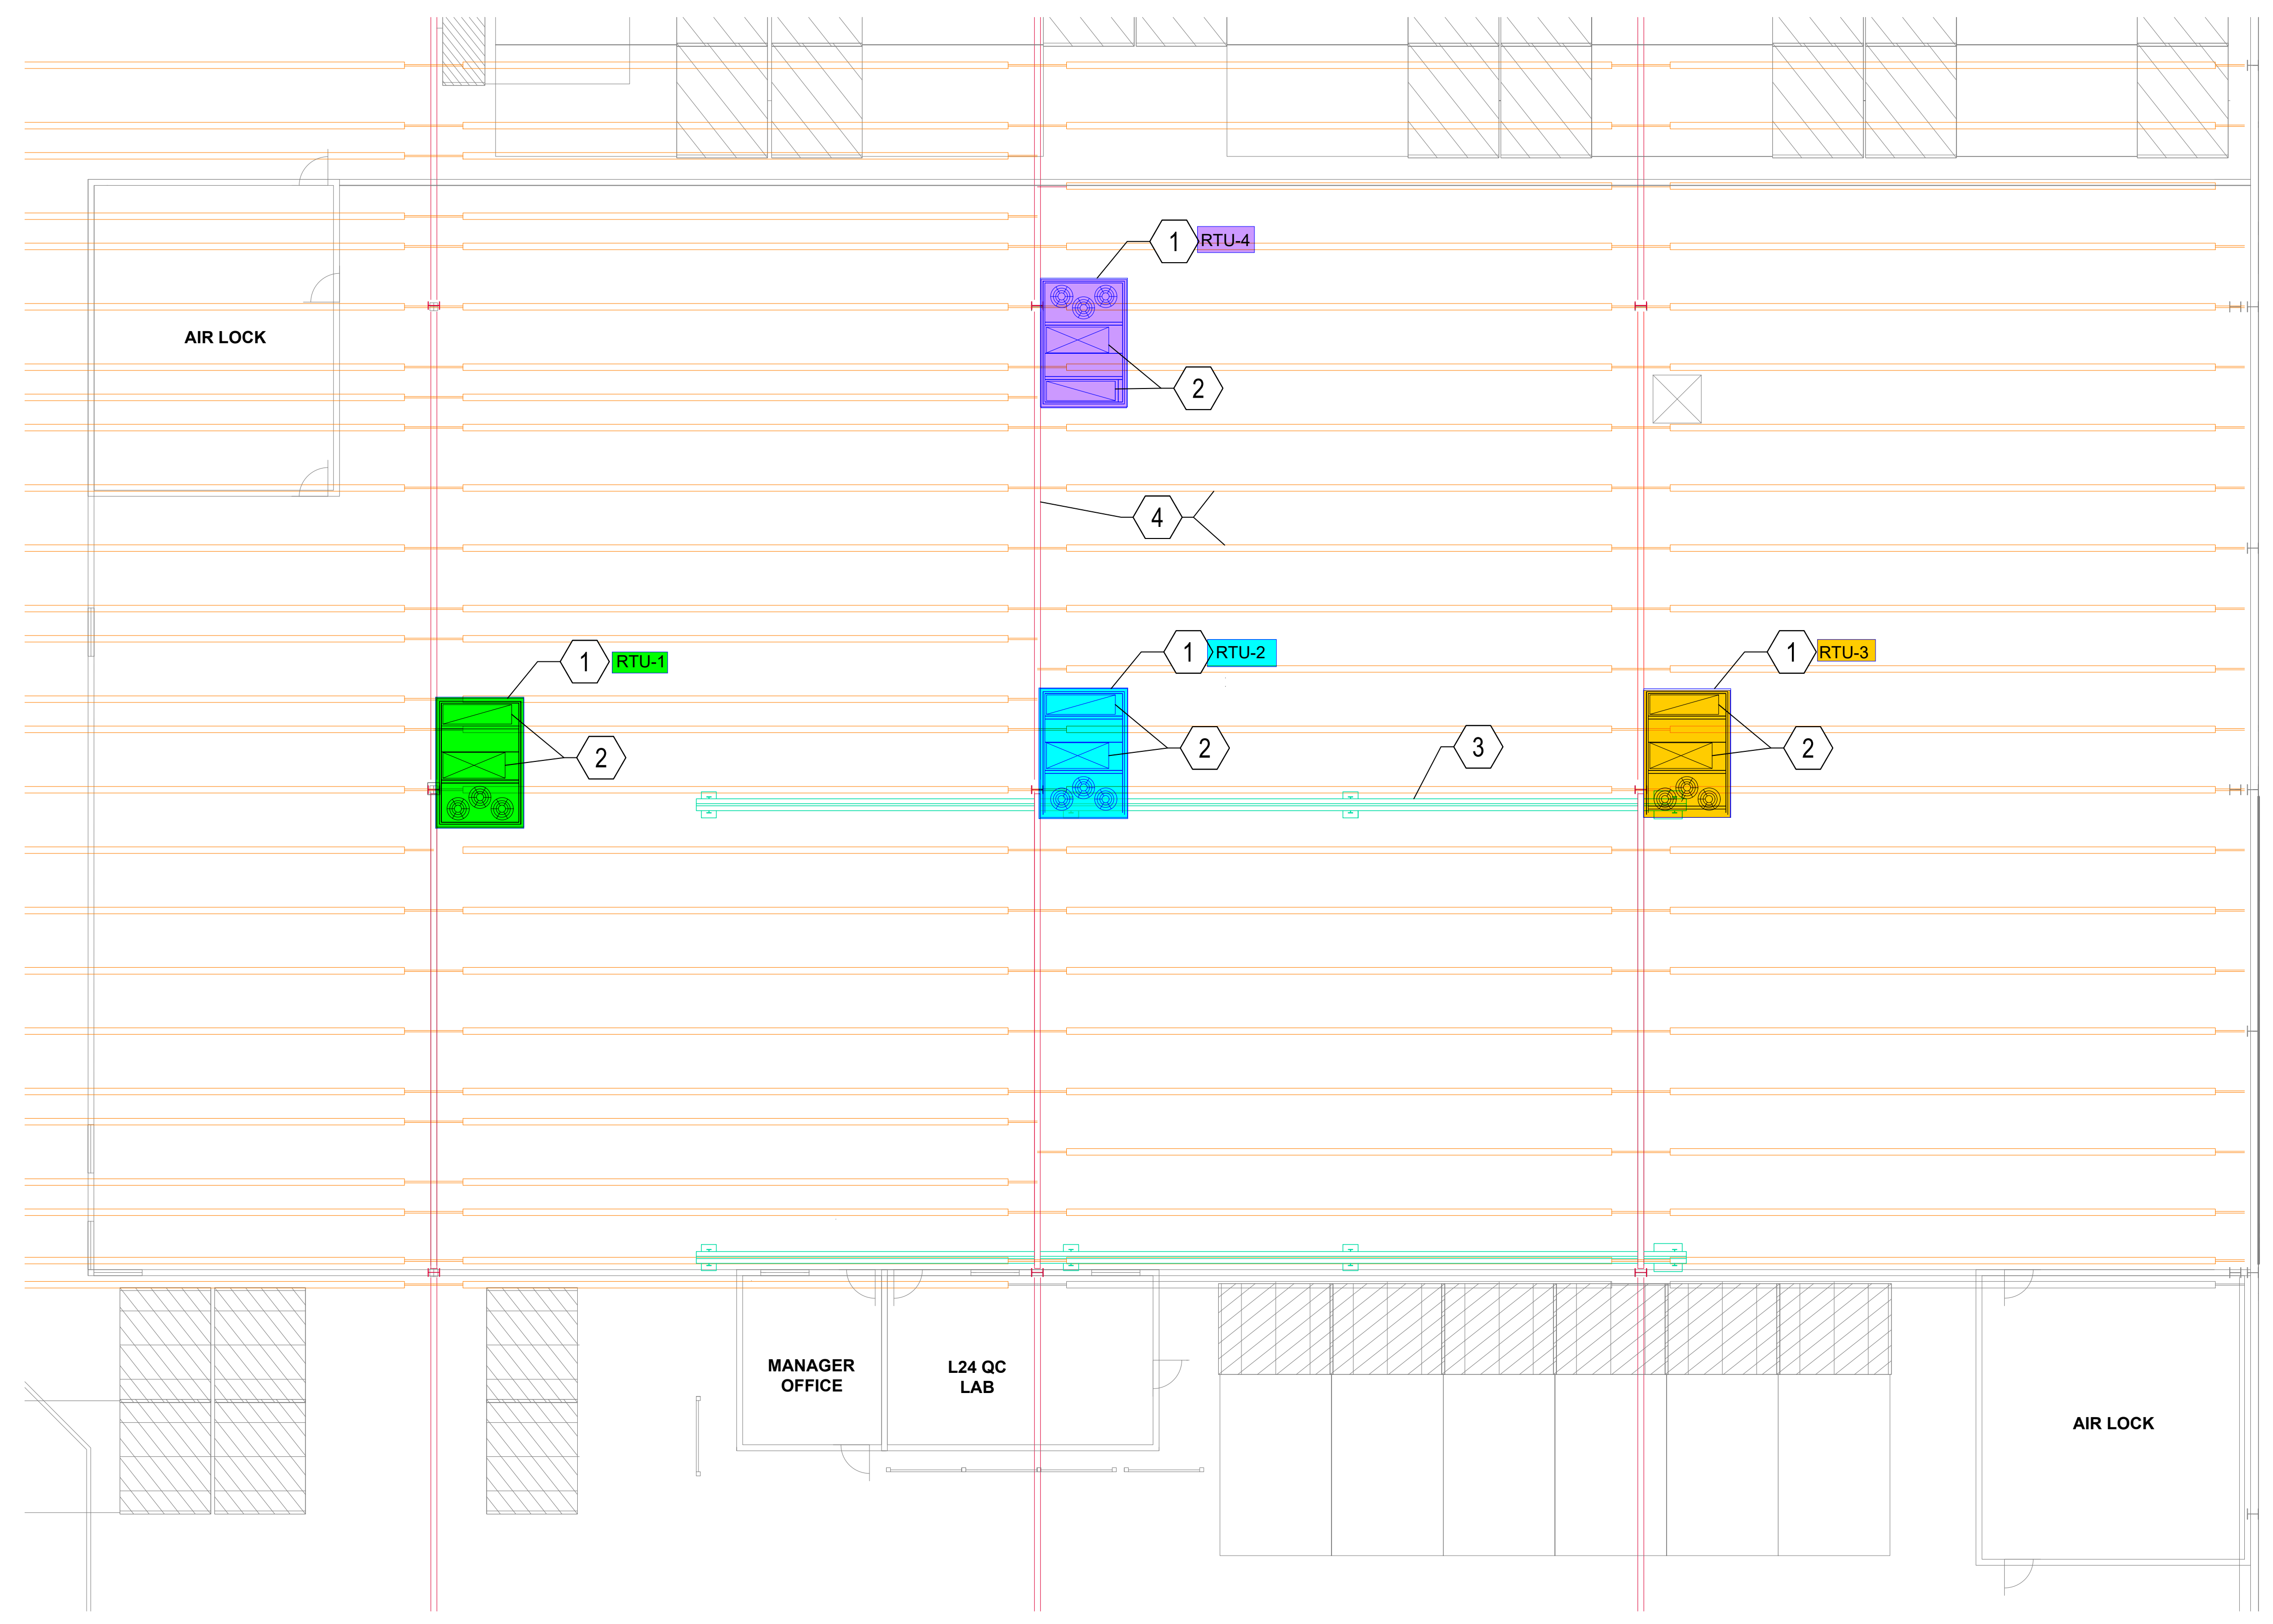 1 RTU-4
AIR LOCK
2
4
1 RTU-1
1 RTU-2
1 RTU-3
2
2
3
2
MANAGER
OFFICE
L24 QC
LAB
AIR LOCK